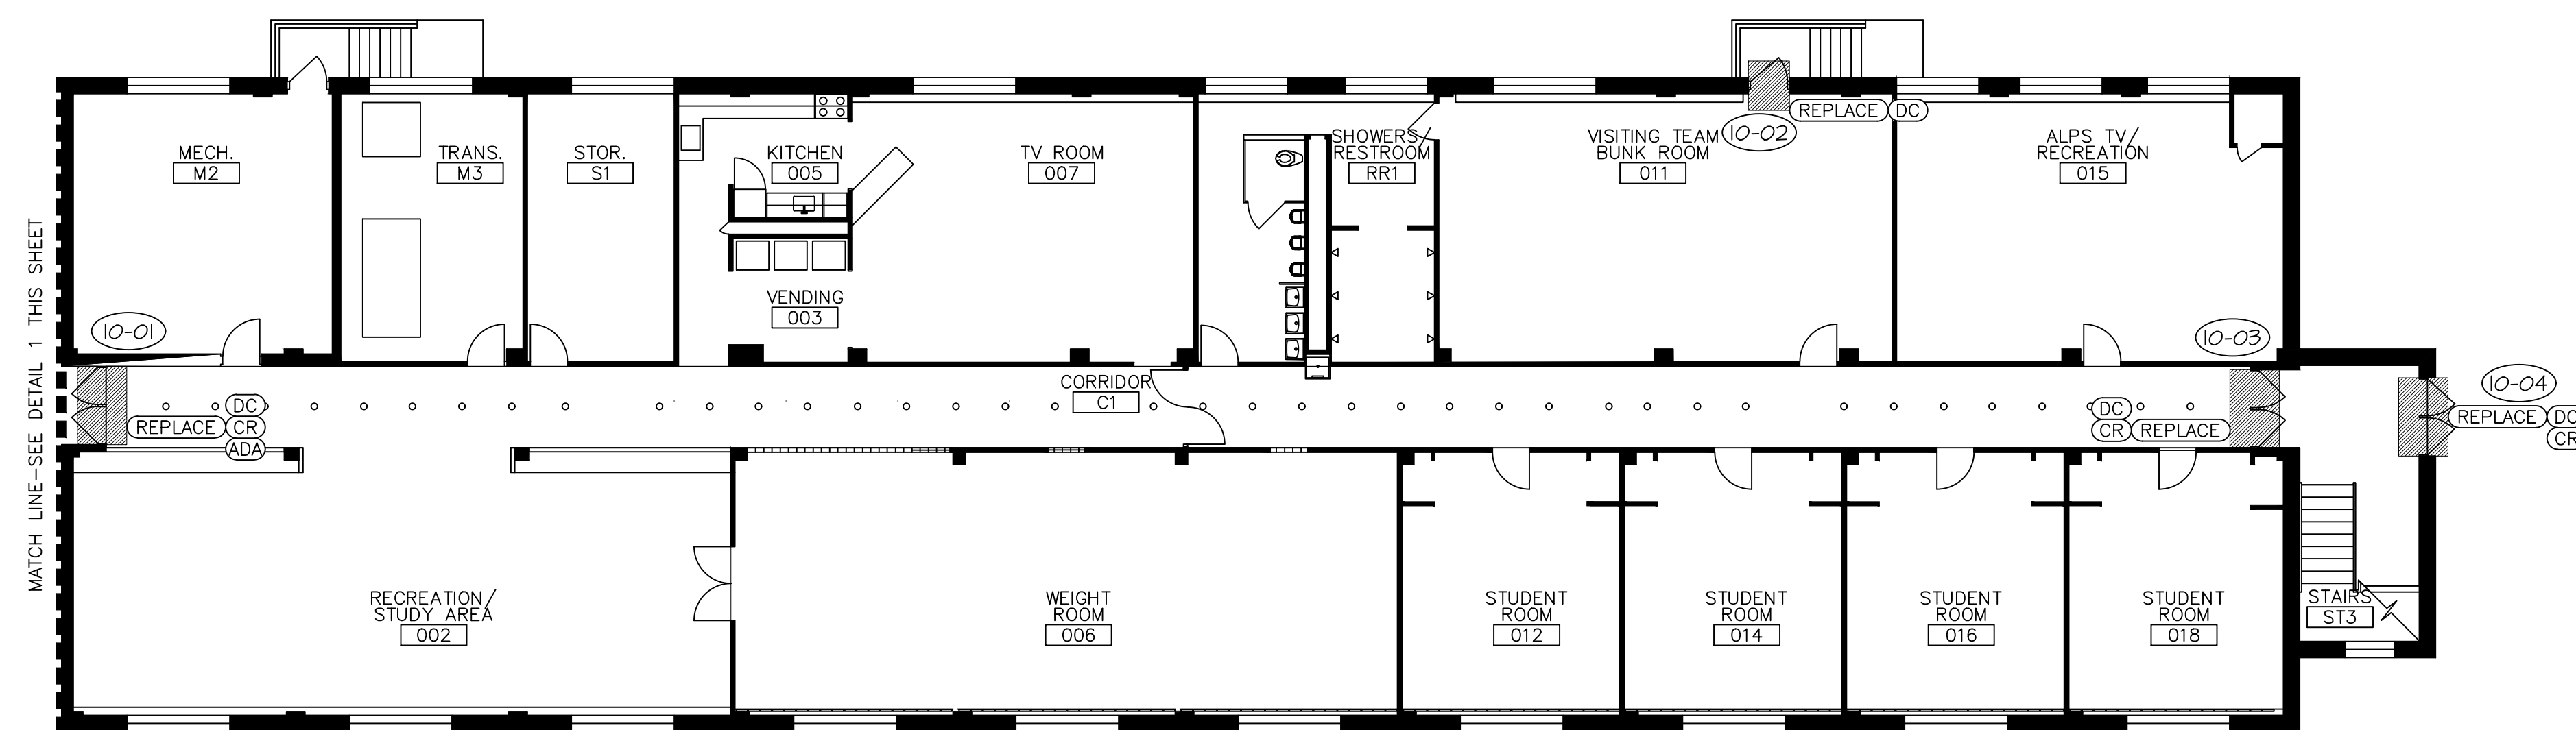 MATCH LINE-SEE DETAIL 1 THIS SHEET
MECH.
M2
TRANS.
M3
STOR.
S1
KITCHEN
005
TV ROOM
007
SHOWERS/
RESTROOM
RR1
VISITING TEAM
BUNK ROOM
011
10-02
REPLACE DC
ALPS TV/
RECREATION
015
VENDING
003
10-01
10-03
CORRIDOR
C1
REPLACE
DC
CR
ADA
DC
CR REPLACE
10-04
REPLACE DC
CR
RECREATION/
STUDY AREA
002
WEIGHT
ROOM
006
STUDENT
ROOM
012
STUDENT
ROOM
014
STUDENT
ROOM
016
STUDENT
ROOM
018
STAIRS
ST3